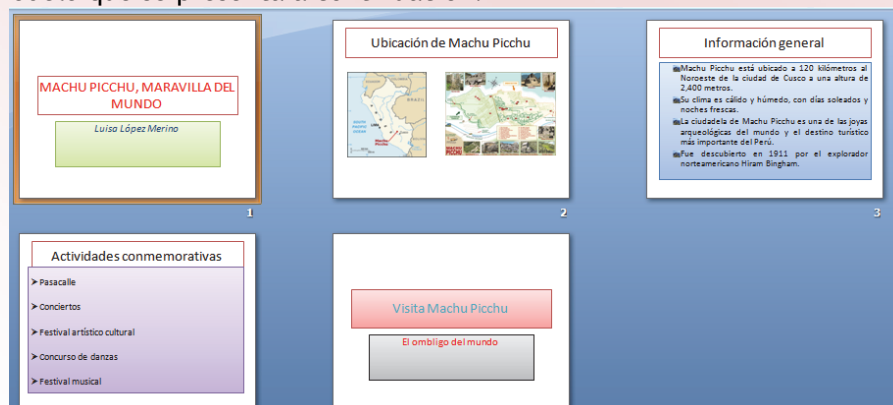 MACHU PICCHU, MARAVILLA DEL
MUNDO
Luisa López Merino
1
Ubicación de Machu Picchu
2
Información general
Machu Picchu está ubicado a 120 kilómetros al
Noroeste de la ciudad de Cusco a una altura de
2,400 metros.
Su clima es cálido y húmedo, con días soleados y
noches frescas.
La ciudadela de Machu Picchu es una de las joyas
arqueológicas del mundo y el destino turístico
más importante del Perú.
Fue descubierto en 1911 por el explorador
norteamericano Hiram Bingham.
3
Actividades conmemorativas
Pasacalle
Conciertos
Festival artístico cultural
Concurso de danzas
Festival musical
Visita Machu Picchu
El ombligo del mundo